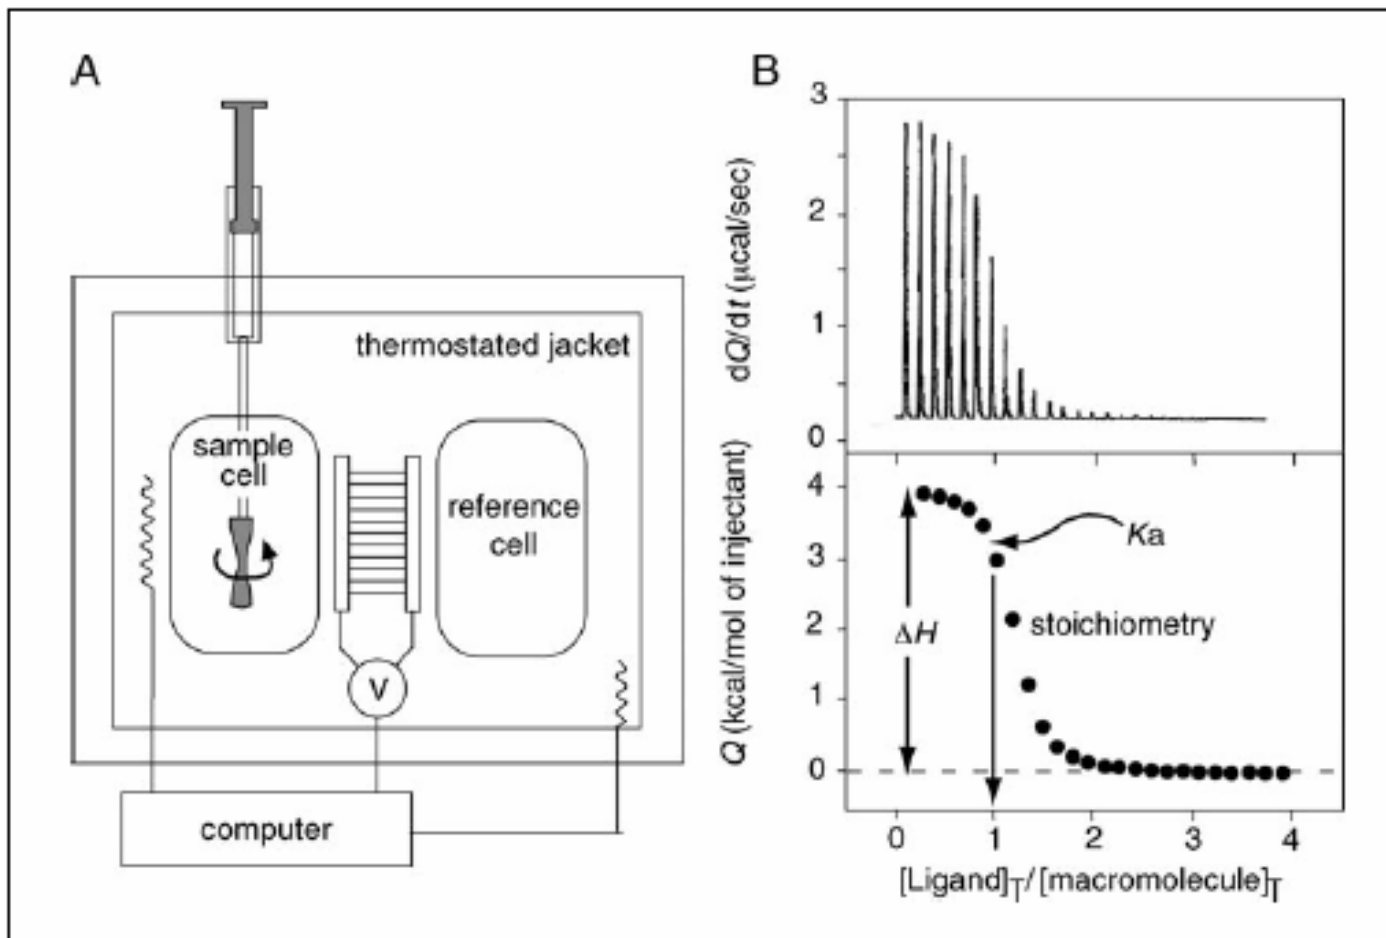 A
thermostated jacket
sample
cell
reference
cell
V
computer
B
dQ/dt (μcal/sec)
3
2
1
0
Q (kcal/mol of injectant)
4
3
2
1
0
ΔH
Ka
stoichiometry
0 1 2 3 4
[Ligand]T/[macromolecule]T